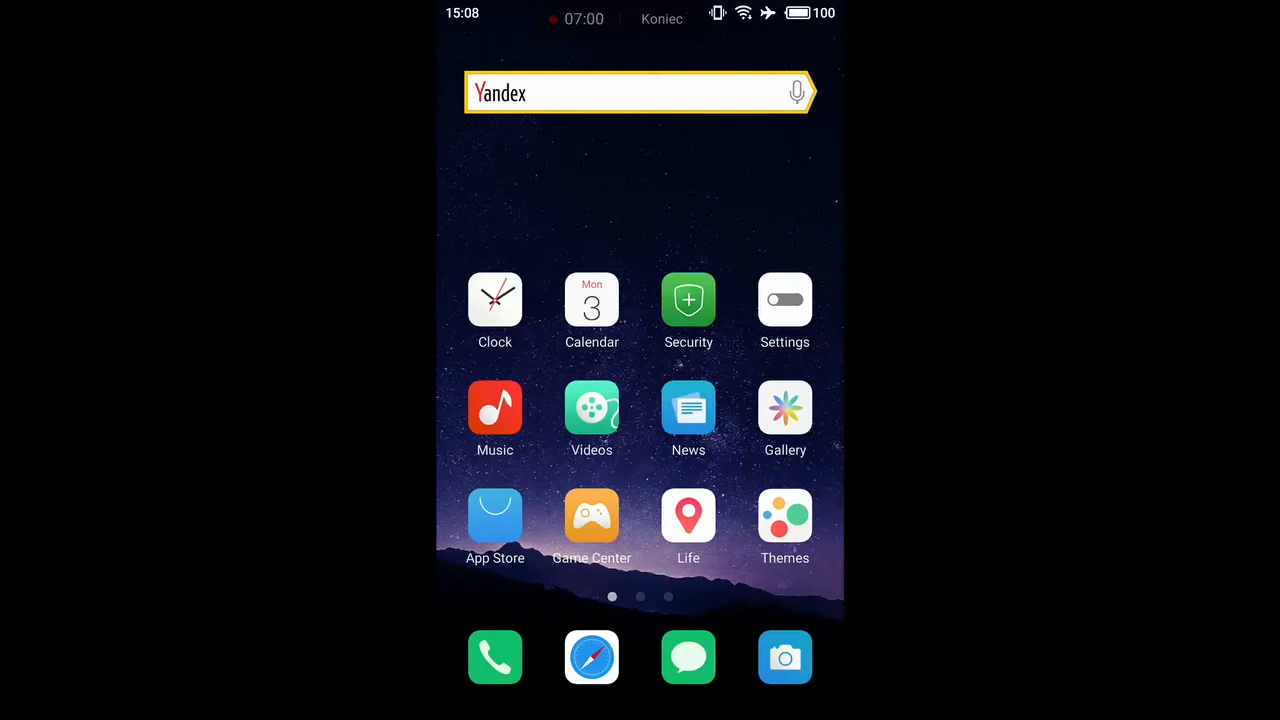 15:08 07:00 Koniec 100
Yandex
Mon
3
Clock Calendar Security Settings
Music Videos News Gallery
App Store Game Center Life Themes